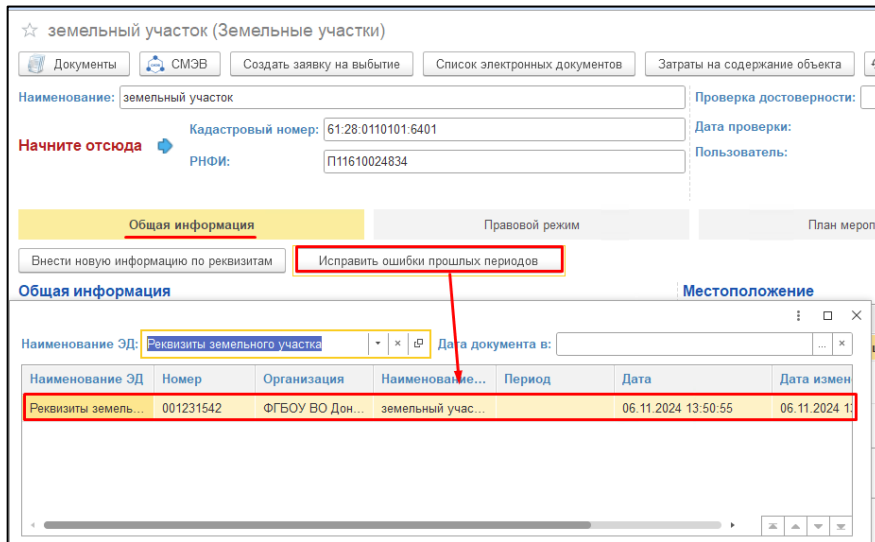 земельный участок (Земельные участки)
Документы СМЭВ Создать заявку на выбытие Список электронных документов Затраты на содержание объекта
Наименование: земельный участок Проверка достоверности:
Кадастровый номер: 61:28:0110101:6401 Дата проверки:
Начните отсюда
РНФИ: П11610024834 Пользователь:
Общая информация Правовой режим План мероп
Внести новую информацию по реквизитам Исправить ошибки прошлых периодов
Общая информация Местоположение
Наименование ЭД: Реквизиты земельного участка Дата документа в:
Наименование ЭД Номер Организация Наименование... Период Дата Дата измен
Реквизиты земель... 001231542 ФГБОУ ВО Дон... земельный учас... 06.11.2024 13:50:55 06.11.2024 1